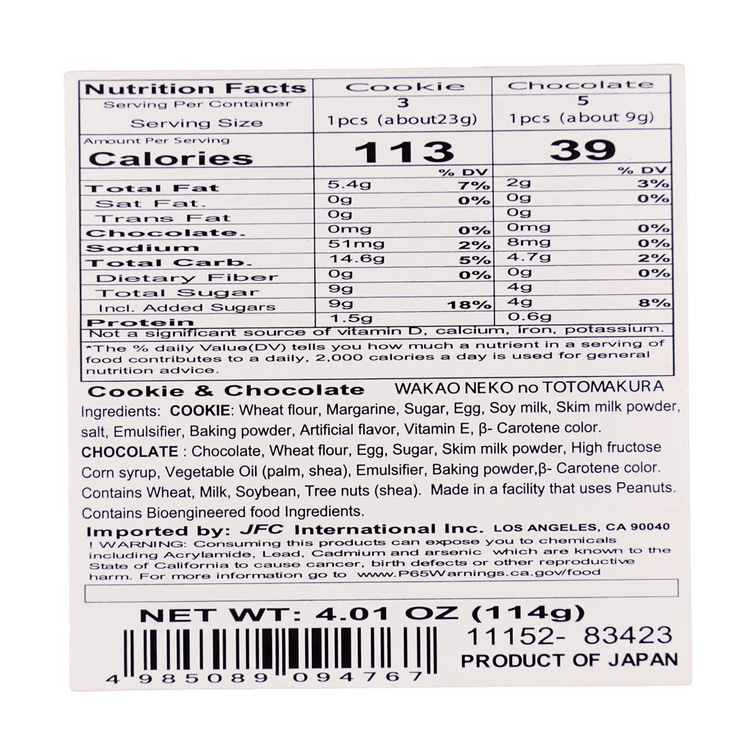 Nutrition Facts Cookie Chocolate
Serving Per Container 3 5
Serving Size 1pcs (about23g) 1pcs (about 9g)
Amount Per Serving
Calories 113 39
% DV % DV
Total Fat 5.4g 7% 2g 3%
Sat Fat. 0g 0% 0g 0%
Trans Fat 0g 0g
Chocolate. 0mg 0% 0mg 0%
Sodium 51mg 2% 8mg 0%
Total Carb. 14.6g 5% 4.7g 2%
Dietary Fiber 0g 0% 0g 0%
Total Sugar 9g 4g
Incl. Added Sugars 9g 18% 4g 8%
Protein 1.5g 0.6g
Not a significant source of vitamin D, calcium, Iron, potassium.
*The % daily Value(DV) tells you how much a nutrient in a serving of
food contributes to a daily, 2,000 calories a day is used for general
nutrition advice.
Cookie & Chocolate WAKAO NEKO no TOTOMAKURA
Ingredients: COOKIE: Wheat flour, Margarine, Sugar, Egg, Soy milk, Skim milk powder,
salt, Emulsifier, Baking powder, Artificial flavor, Vitamin E, β- Carotene color.
CHOCOLATE : Chocolate, Wheat flour, Egg, Sugar, Skim milk powder, High fructose
Corn syrup, Vegetable Oil (palm, shea), Emulsifier, Baking powder,β- Carotene color.
Contains Wheat, Milk, Soybean, Tree nuts (shea). Made in a facility that uses Peanuts.
Contains Bioengineered food Ingredients.
Imported by: JFC International Inc. LOS ANGELES, CA 90040
! WARNING: Consuming this products can expose you to chemicals
including Acrylamide, Lead, Cadmium and arsenic which are known to the
State of California to cause cancer, birth defects or other reproductive
harm. For more information go to www.P65Warnings.ca.gov/food
NET WT: 4.01 OZ (114g)
11152- 83423
PRODUCT OF JAPAN
4 985089 094767